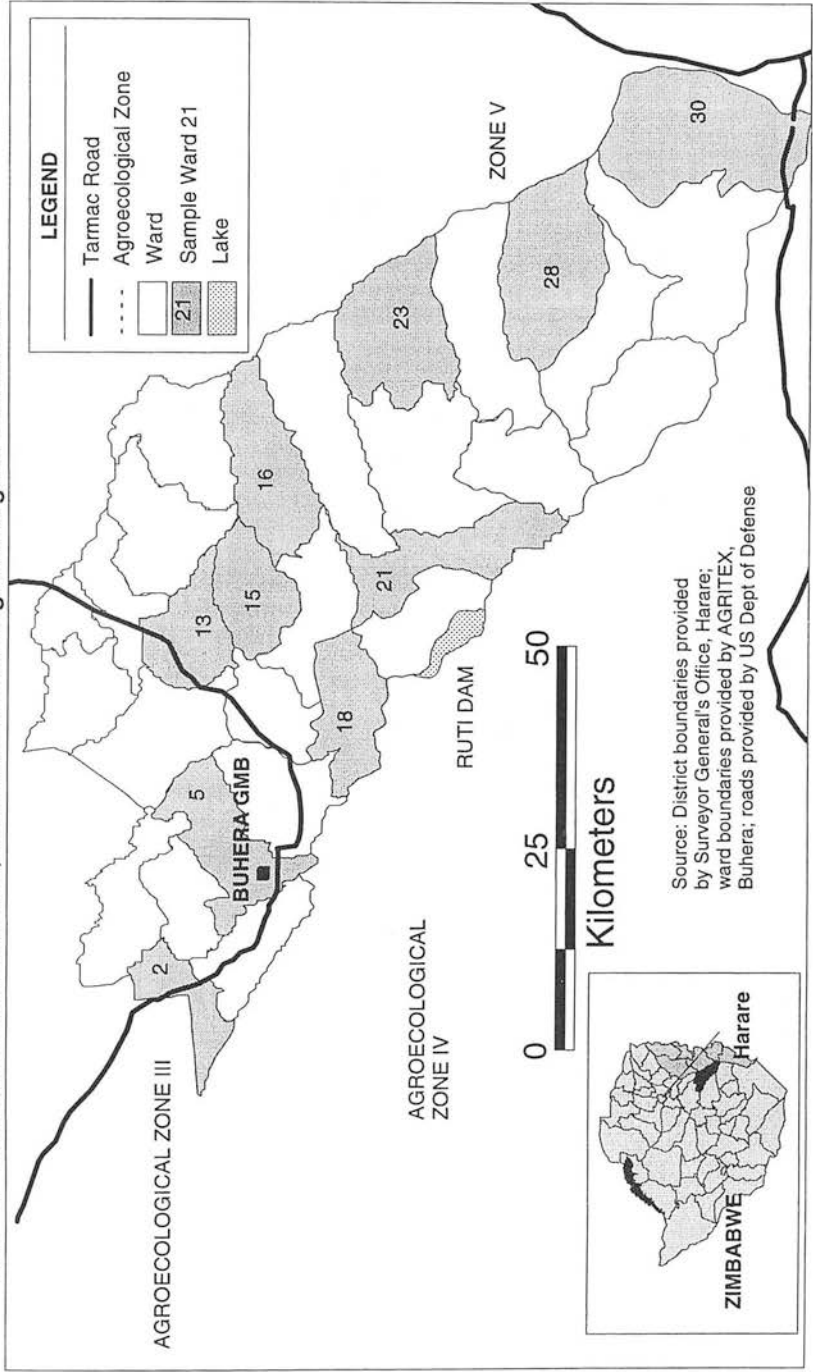 LEGEND
Tarmac Road
Agroecological Zone
Ward
21 Sample Ward 21
Lake
AGROECOLOGICAL ZONE III
AGROECOLOGICAL
ZONE IV
ZONE V
2
5
BUHERA GMB
13
15
16
18
21
23
28
30
RUTI DAM
0 25 50
Kilometers
Source: District boundaries provided
by Surveyor General's Office, Harare;
ward boundaries provided by AGRITEX,
Buhera; roads provided by US Dept of Defense
ZIMBABWE
Harare